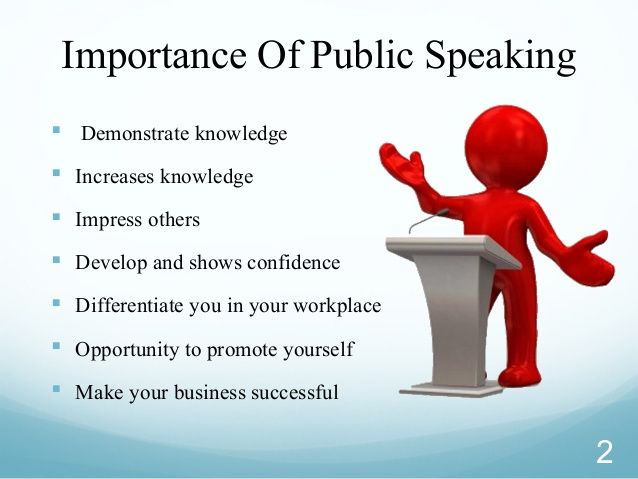 Importance Of Public Speaking
▪ Demonstrate knowledge
▪ Increases knowledge
▪ Impress others
▪ Develop and shows confidence
▪ Differentiate you in your workplace
▪ Opportunity to promote yourself
▪ Make your business successful
2